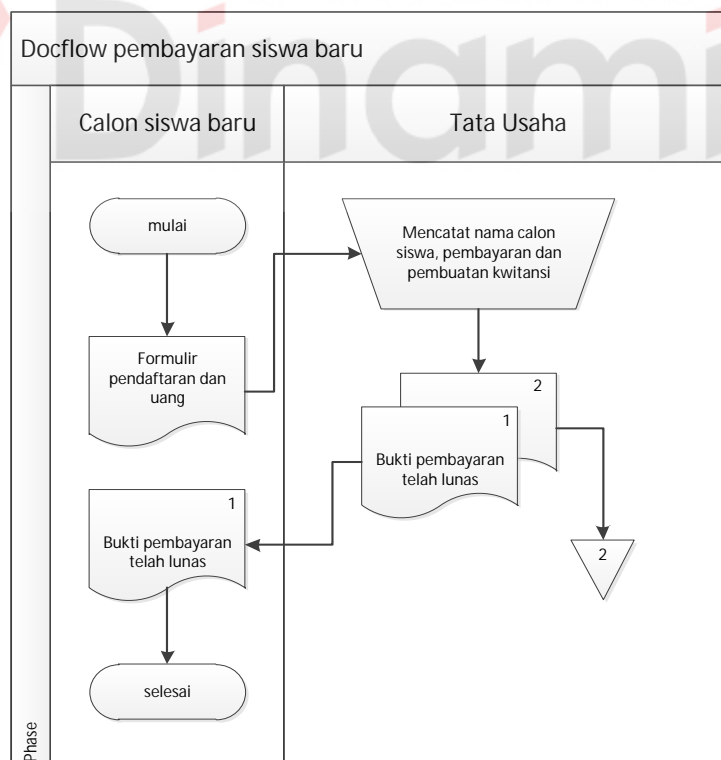 Dinami
Docflow pembayaran siswa baru
Calon siswa baru
Tata Usaha
mulai
Mencatat nama calon
siswa, pembayaran dan
pembuatan kwitansi
Formulir
pendaftaran dan
uang
2
1
Bukti pembayaran
telah lunas
1
Bukti pembayaran
telah lunas
2
selesai
Phase